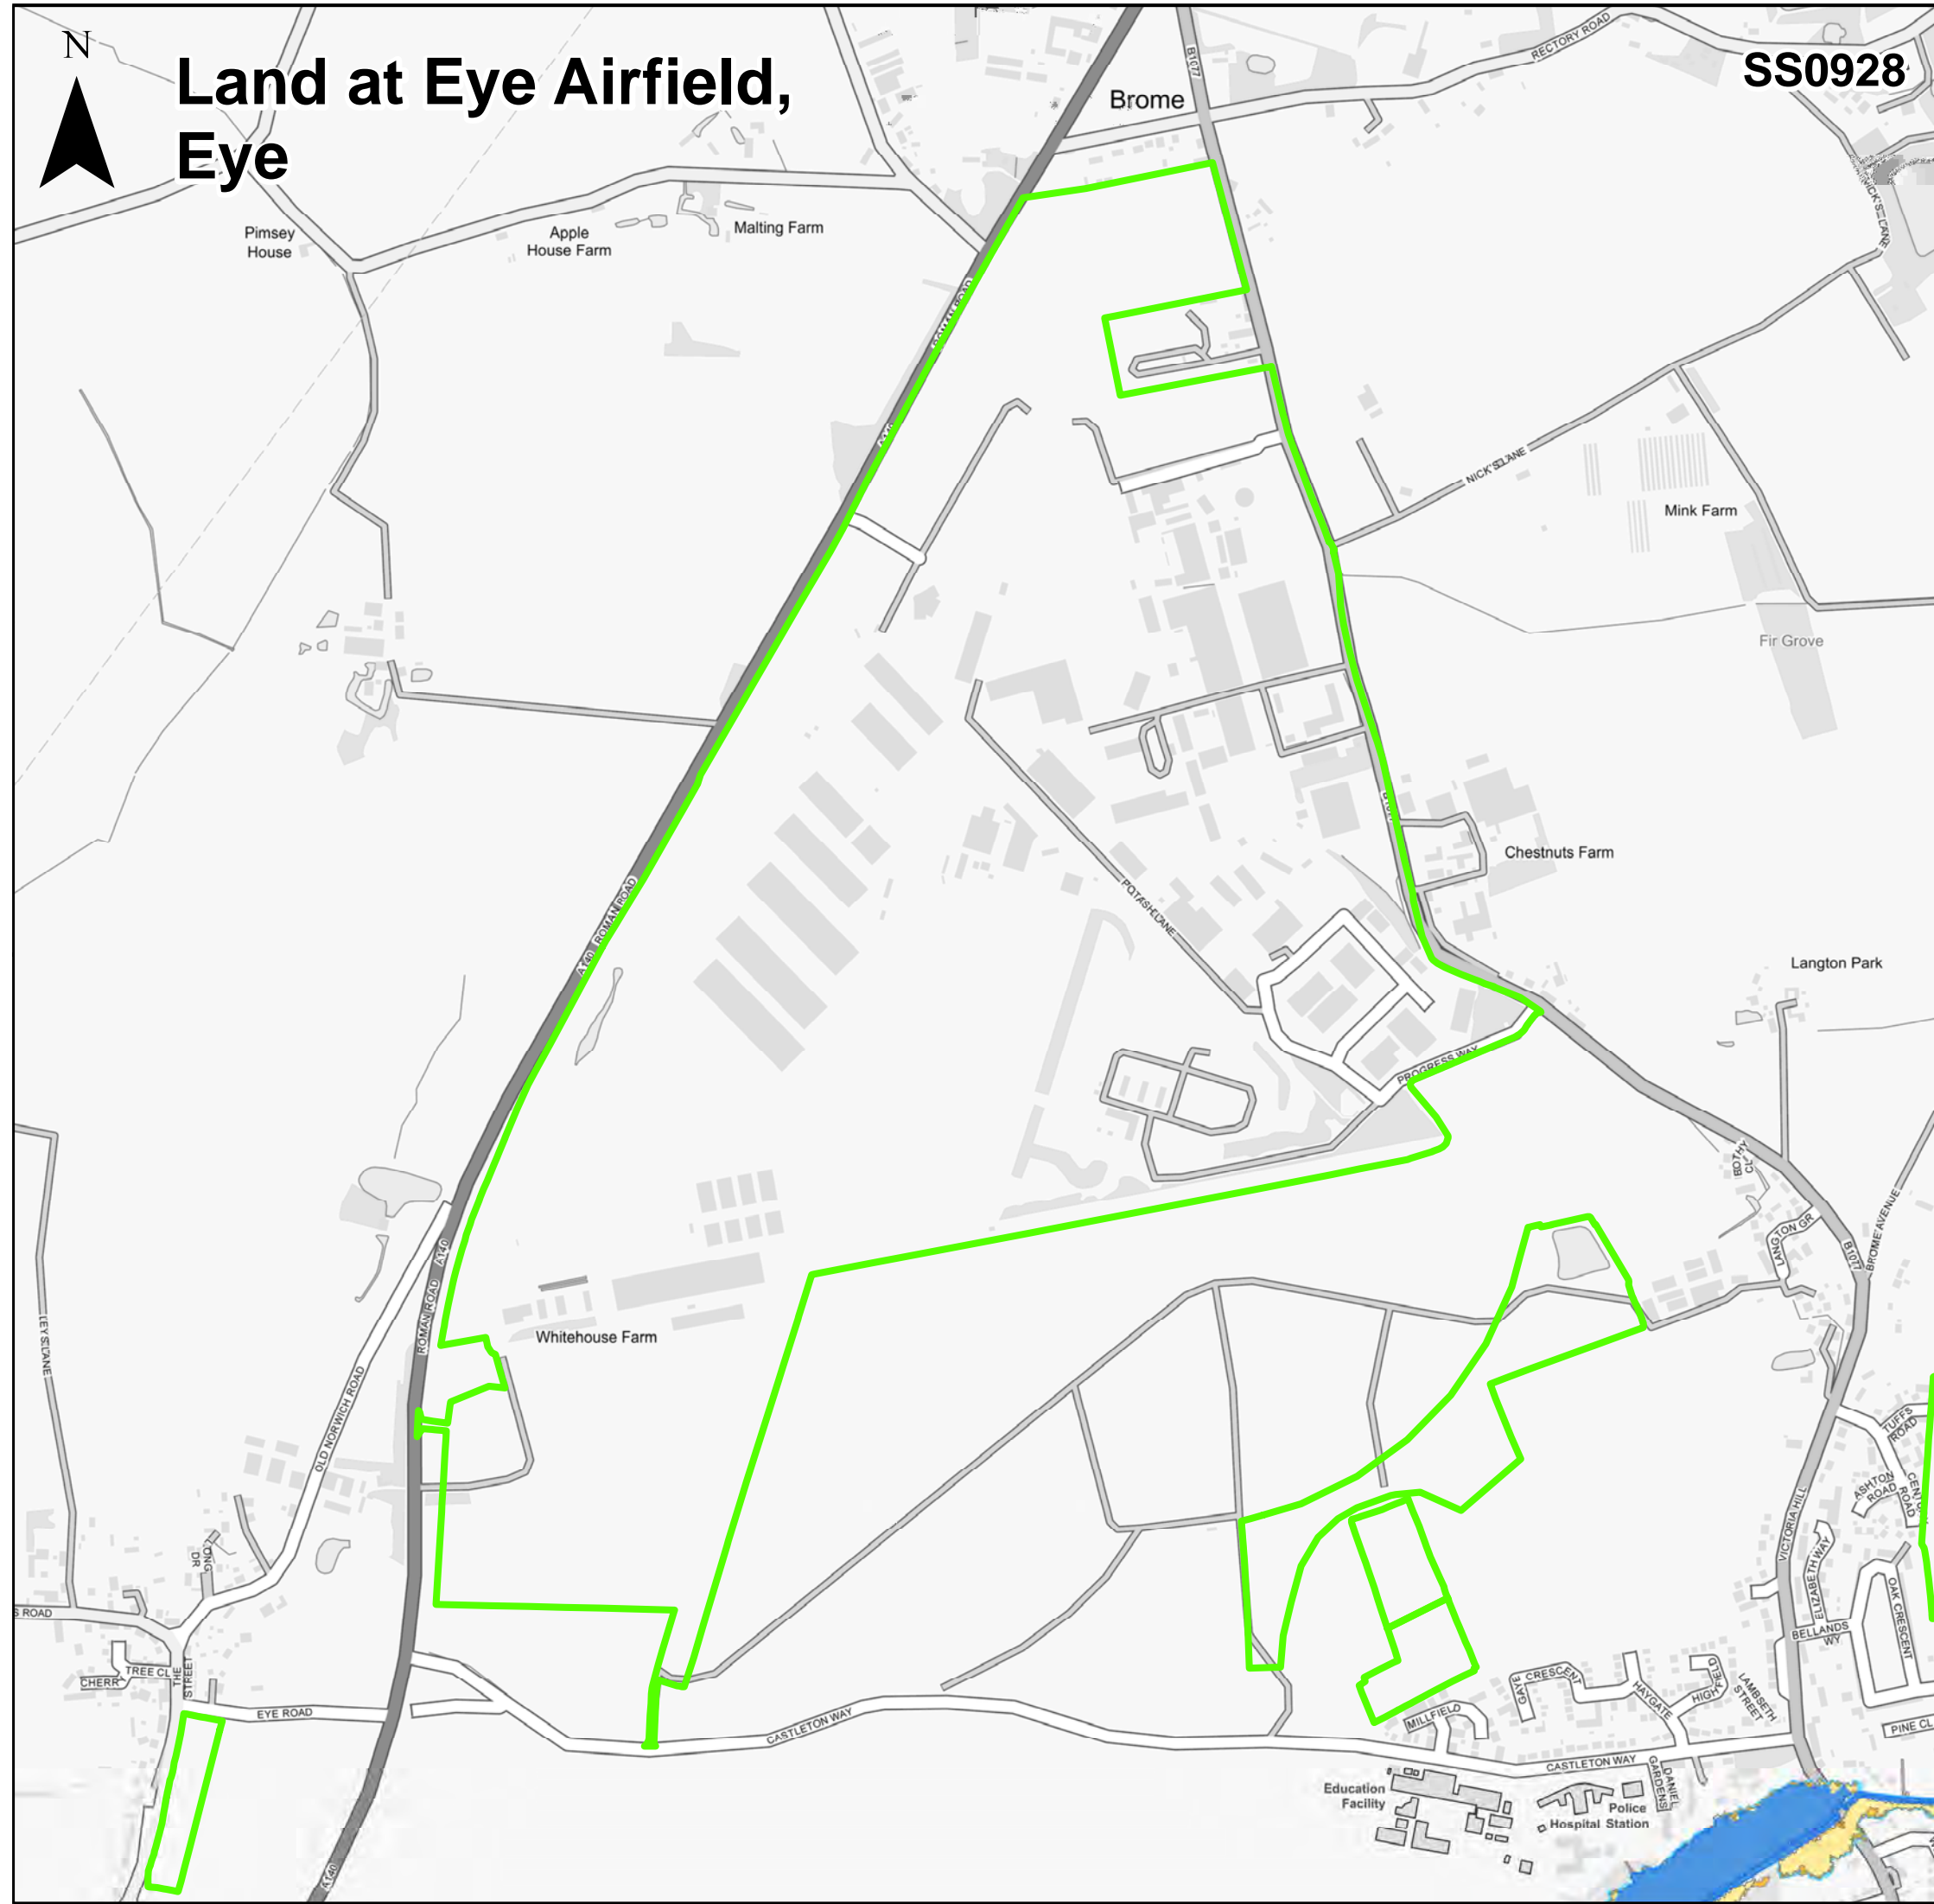 N
Land at Eye Airfield,
Eye
SS0928
B1077
RECTORY ROAD
Brome
Pimsey
House
Apple
House Farm
Malting Farm
ROMAN ROAD
NICK'S LANE
Mink Farm
Fir Grove
Chestnuts Farm
POTASH LANE
A140
ROMAN ROAD
Langton Park
PROGRESS WAY
BOTHY
CL
LANGTON GR
B1077
BROME AVENUE
A140
ROMAN ROAD
Whitehouse Farm
OLD NORWICH ROAD
TUFFS
ROAD
ASHTON
ROAD
VICTORIA HILL
ELIZABETH WAY
OAK CRESCENT
BELLANDS
WY
S ROAD
TREE CL
CHERR
THE
STREET
EYE ROAD
CASTLETON WAY
GAYE
CRESCENT
HAYGATE
HIGHFIELD
LAMBSETH
STREET
MILLFIELD
PINE CL
CASTLETON WAY
DANIEL
GARDENS
Education
Facility
Police
Hospital Station
A140